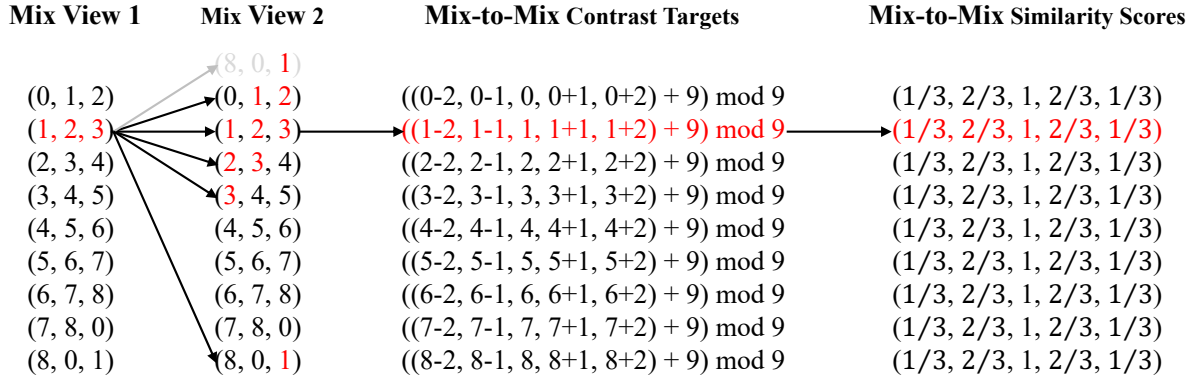 Mix View 1 Mix View 2 Mix-to-Mix Contrast Targets Mix-to-Mix Similarity Scores
(8, 0, 1)
(0, 1, 2) (0, 1, 2) ((0-2, 0-1, 0, 0+1, 0+2) + 9) mod 9 (1/3, 2/3, 1, 2/3, 1/3)
(1, 2, 3) (1, 2, 3) ((1-2, 1-1, 1, 1+1, 1+2) + 9) mod 9 (1/3, 2/3, 1, 2/3, 1/3)
(2, 3, 4) (2, 3, 4) ((2-2, 2-1, 2, 2+1, 2+2) + 9) mod 9 (1/3, 2/3, 1, 2/3, 1/3)
(3, 4, 5) (3, 4, 5) ((3-2, 3-1, 3, 3+1, 3+2) + 9) mod 9 (1/3, 2/3, 1, 2/3, 1/3)
(4, 5, 6) (4, 5, 6) ((4-2, 4-1, 4, 4+1, 4+2) + 9) mod 9 (1/3, 2/3, 1, 2/3, 1/3)
(5, 6, 7) (5, 6, 7) ((5-2, 5-1, 5, 5+1, 5+2) + 9) mod 9 (1/3, 2/3, 1, 2/3, 1/3)
(6, 7, 8) (6, 7, 8) ((6-2, 6-1, 6, 6+1, 6+2) + 9) mod 9 (1/3, 2/3, 1, 2/3, 1/3)
(7, 8, 0) (7, 8, 0) ((7-2, 7-1, 7, 7+1, 7+2) + 9) mod 9 (1/3, 2/3, 1, 2/3, 1/3)
(8, 0, 1) (8, 0, 1) ((8-2, 8-1, 8, 8+1, 8+2) + 9) mod 9 (1/3, 2/3, 1, 2/3, 1/3)